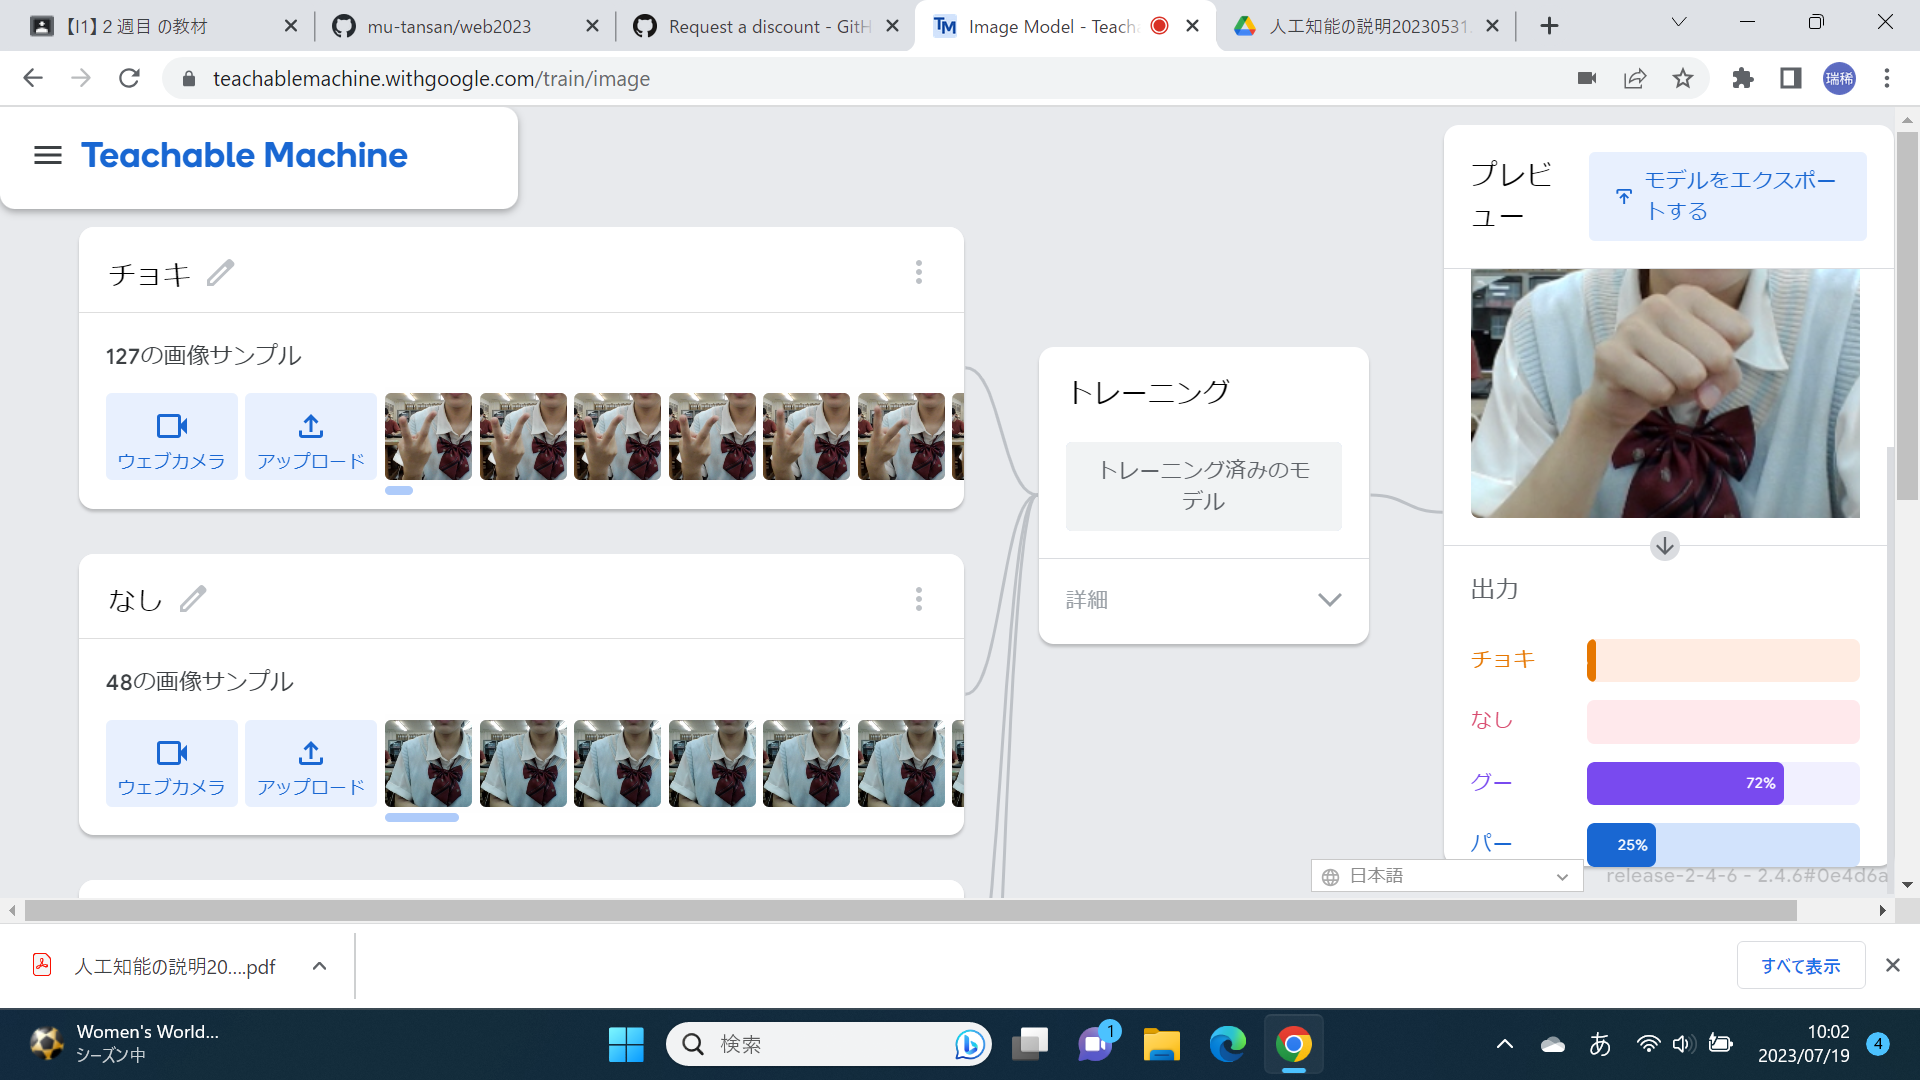 【I1】２週目 の教材
mu-tansan/web2023
Request a discount - GitH
Image Model - Teach
人工知能の説明20230531
teachablemachine.withgoogle.com/train/image
瑞稀
Teachable Machine
チョキ
127の画像サンプル
ウェブカメラ
アップロード
なし
48の画像サンプル
ウェブカメラ
アップロード
トレーニング
トレーニング済みのモ
デル
詳細
プレビ
ュー
モデルをエクスポー
トする
出力
チョキ
なし
グー
72%
パー
25%
日本語
release-2-4-6 - 2.4.6#0e4d6a
人工知能の説明20....pdf
すべて表示
Women's World...
シーズン中
検索
1
あ
10:02
2023/07/19
4